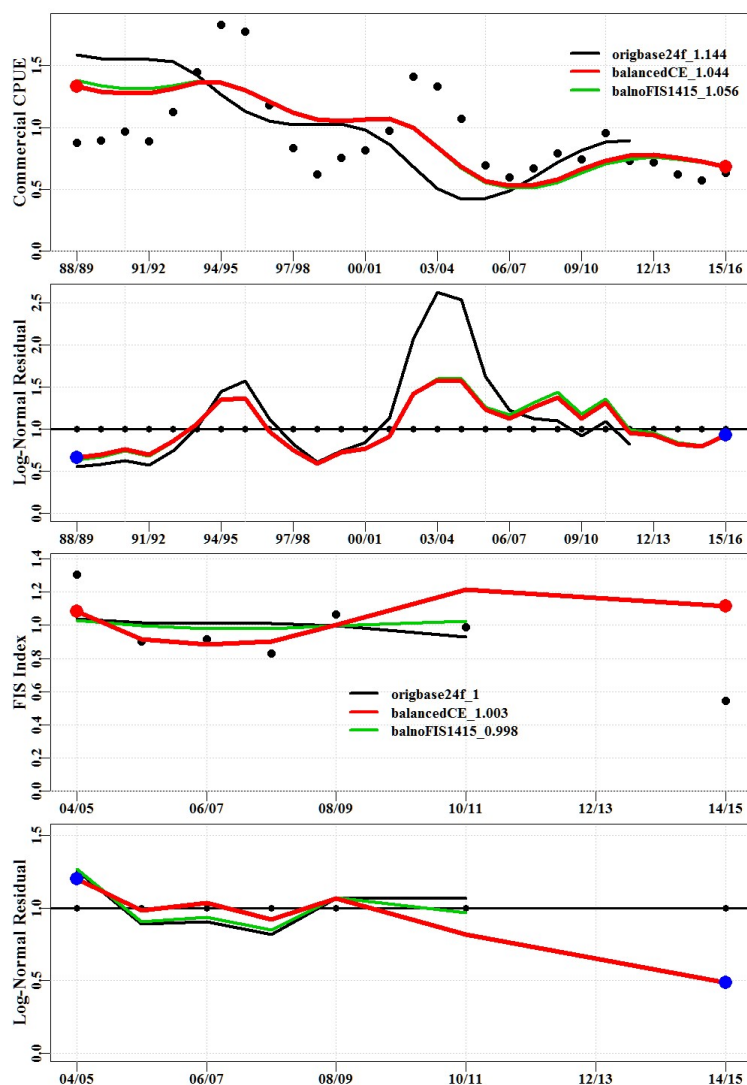 Commercial CPUE
0.0
0.5
1.0
1.5
origbase24f_1.144
balancedCE_1.044
balnoFIS1415_1.056
88/89 91/92 94/95 97/98 00/01 03/04 06/07 09/10 12/13 15/16
Log-Normal Residual
0.0
0.5
1.0
1.5
2.0
2.5
88/89 91/92 94/95 97/98 00/01 03/04 06/07 09/10 12/13 15/16
FIS Index
0.0
0.2
0.4
0.6
0.8
1.0
1.2
1.4
origbase24f_1
balancedCE_1.003
balnoFIS1415_0.998
04/05 06/07 08/09 10/11 12/13 14/15
Log-Normal Residual
0.0
0.5
1.0
1.5
04/05 06/07 08/09 10/11 12/13 14/15